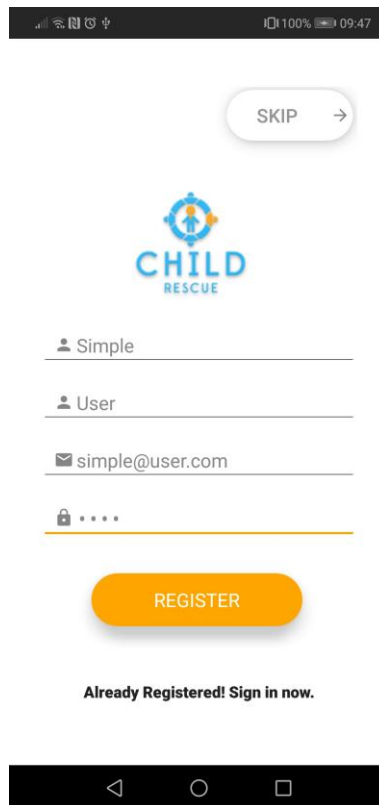 100% 09:47
SKIP
CHILD
RESCUE
Simple
User
simple@user.com
••••
REGISTER
Already Registered! Sign in now.